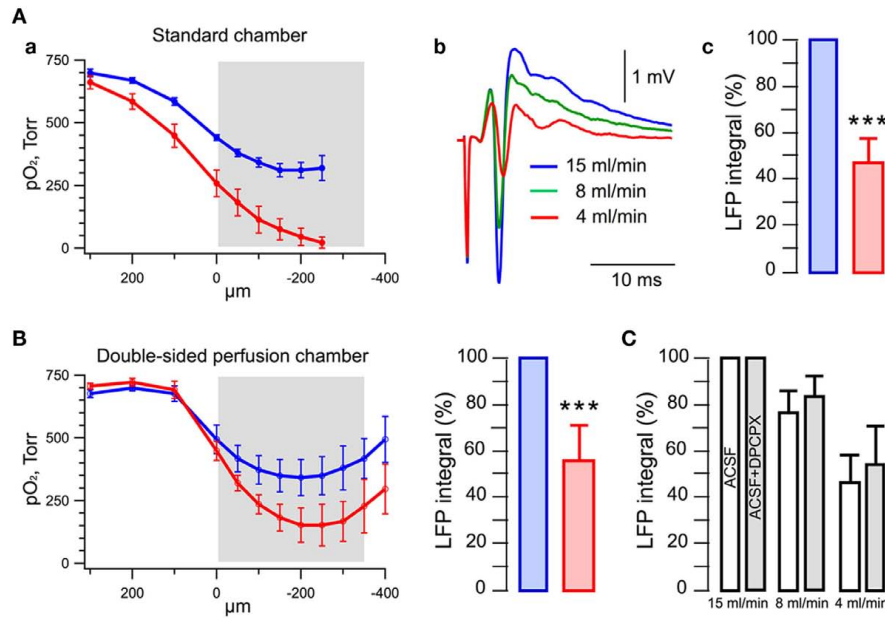 A
Standard chamber
a
pO₂, Torr
750
500
250
0
200
0
-200
-400
μm
b
1 mV
15 ml/min
8 ml/min
4 ml/min
10 ms
c
LFP integral (%)
100
80
60
40
20
0
***
B
Double-sided perfusion chamber
pO₂, Torr
750
500
250
0
200
0
-200
-400
μm
LFP integral (%)
100
80
60
40
20
0
***
C
LFP integral (%)
100
80
60
40
20
0
ACSF
ACSF+DPCPX
15 ml/min
8 ml/min
4 ml/min